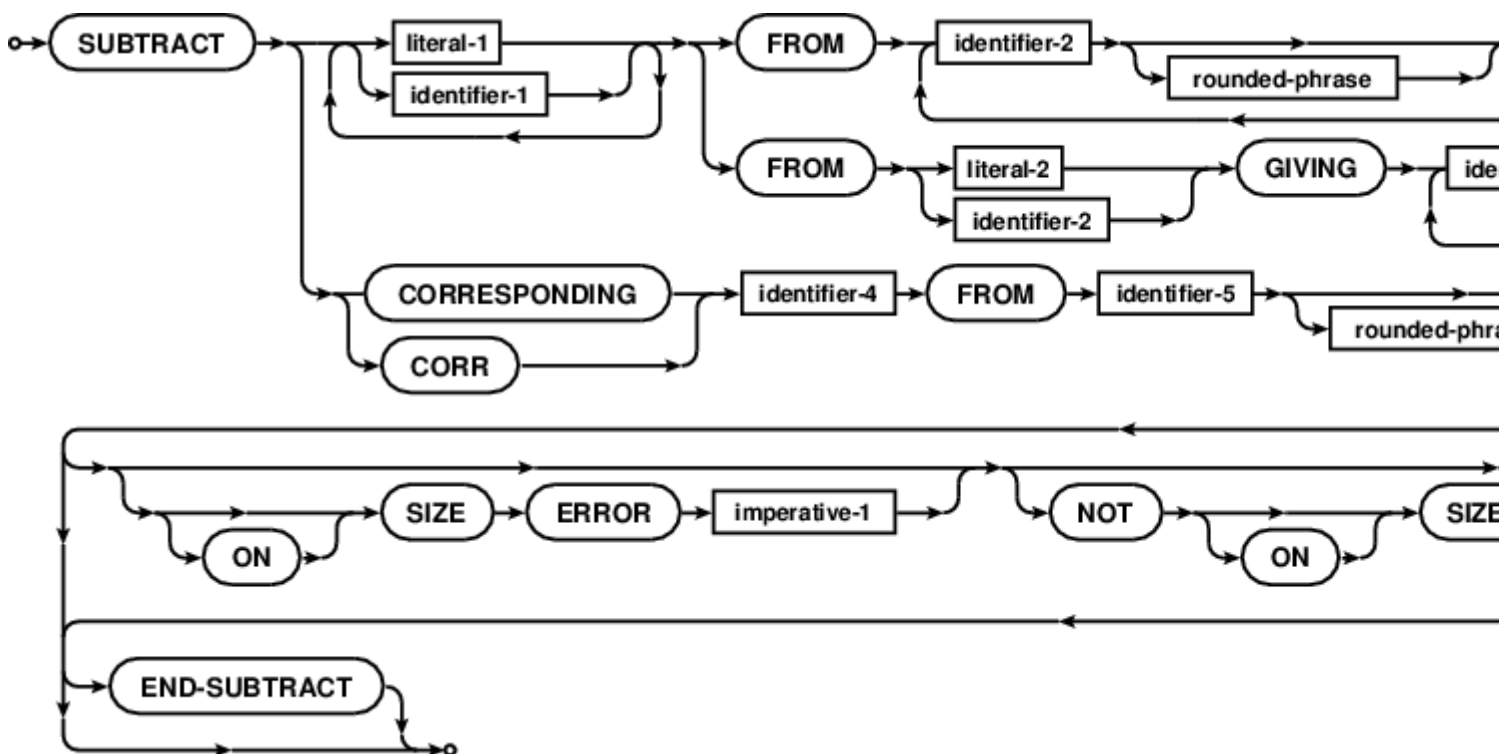 SUBTRACT literal-1 FROM identifier-2
identifier-1 rounded-phrase
FROM literal-2 GIVING
identifier-2
CORRESPONDING identifier-4 FROM identifier-5
CORR
SIZE ERROR imperative-1 NOT SIZE
ON ON
END-SUBTRACT